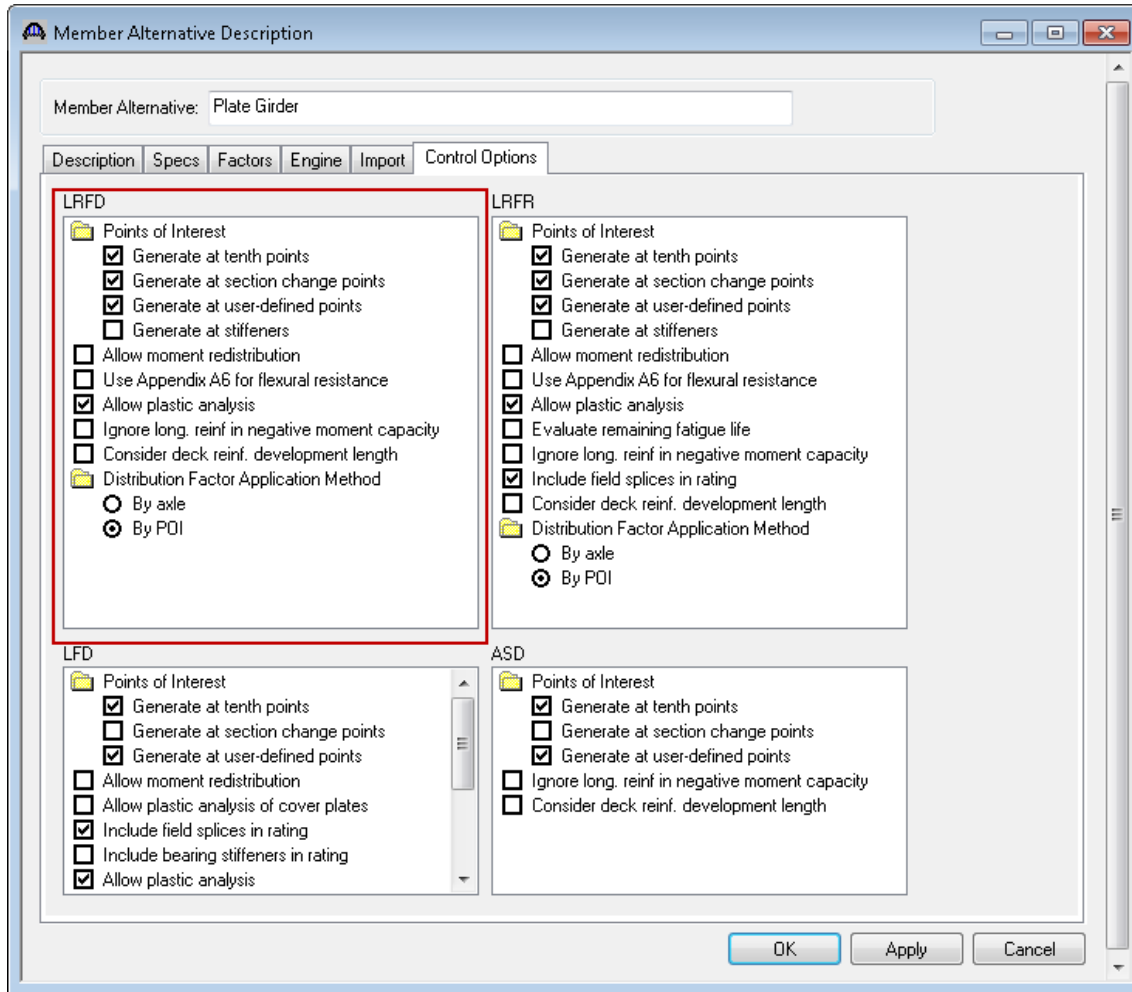 Member Alternative Description
Member Alternative: Plate Girder
Description Specs Factors Engine Import Control Options
LRFD
Points of Interest
Generate at tenth points
Generate at section change points
Generate at user-defined points
Generate at stiffeners
Allow moment redistribution
Use Appendix A6 for flexural resistance
Allow plastic analysis
Ignore long. reinf in negative moment capacity
Consider deck reinf. development length
Distribution Factor Application Method
By axle
By POI
LRFR
Points of Interest
Generate at tenth points
Generate at section change points
Generate at user-defined points
Generate at stiffeners
Allow moment redistribution
Use Appendix A6 for flexural resistance
Allow plastic analysis
Evaluate remaining fatigue life
Ignore long. reinf in negative moment capacity
Include field splices in rating
Consider deck reinf. development length
Distribution Factor Application Method
By axle
By POI
LFD
Points of Interest
Generate at tenth points
Generate at section change points
Generate at user-defined points
Allow moment redistribution
Allow plastic analysis of cover plates
Include field splices in rating
Include bearing stiffeners in rating
Allow plastic analysis
ASD
Points of Interest
Generate at tenth points
Generate at section change points
Generate at user-defined points
Ignore long. reinf in negative moment capacity
Consider deck reinf. development length
OK Apply Cancel